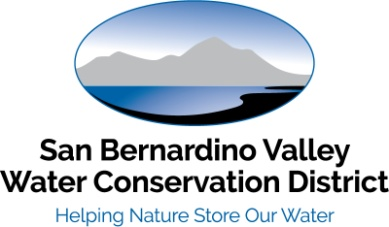 San Bernardino Valley
Water Conservation District
Helping Nature Store Our Water